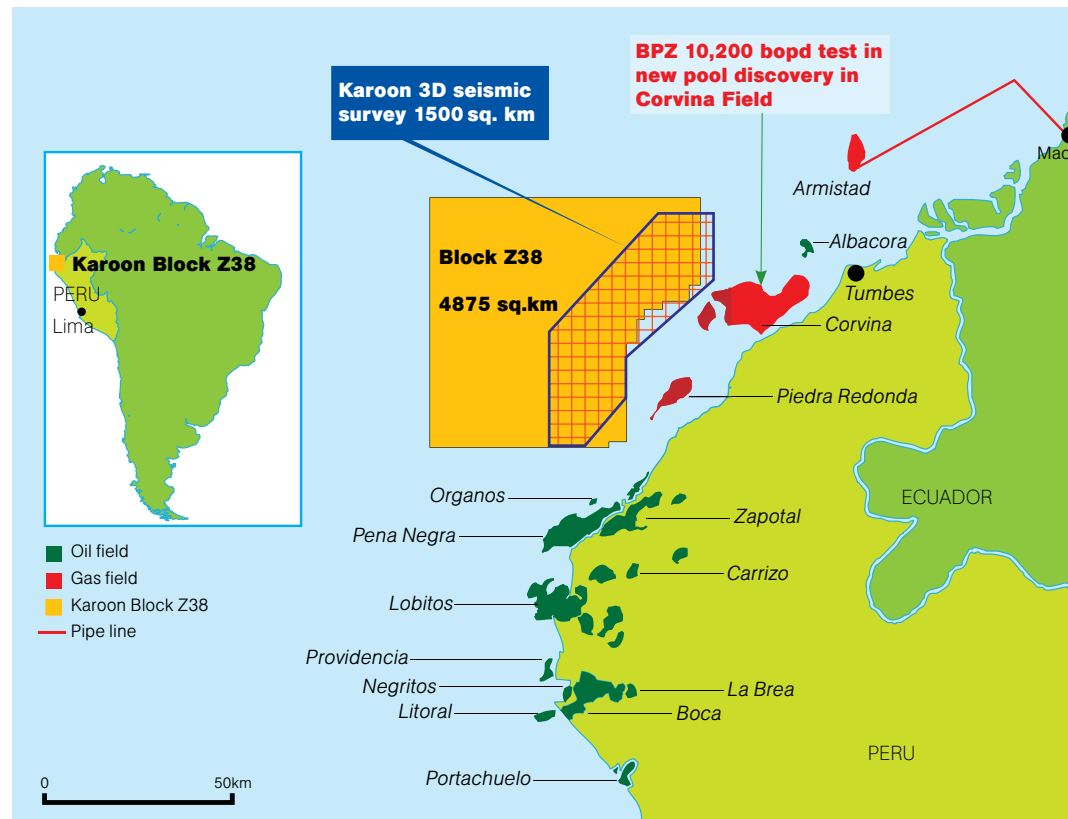 BPZ 10,200 bopd test in
new pool discovery in
Corvina Field
Karoon 3D seismic
survey 1500 sq. km
Mac
Armistad
Albacora
Block Z38
4875 sq.km
Karoon Block Z38
PERU
Lima
Tumbes
Corvina
Piedra Redonda
Organos
ECUADOR
Zapotal
Pena Negra
Oil field
Gas field
Karoon Block Z38
Pipe line
Carrizo
Lobitos
Providencia
Negritos
La Brea
Litoral
Boca
PERU
Portachuelo
0 50km